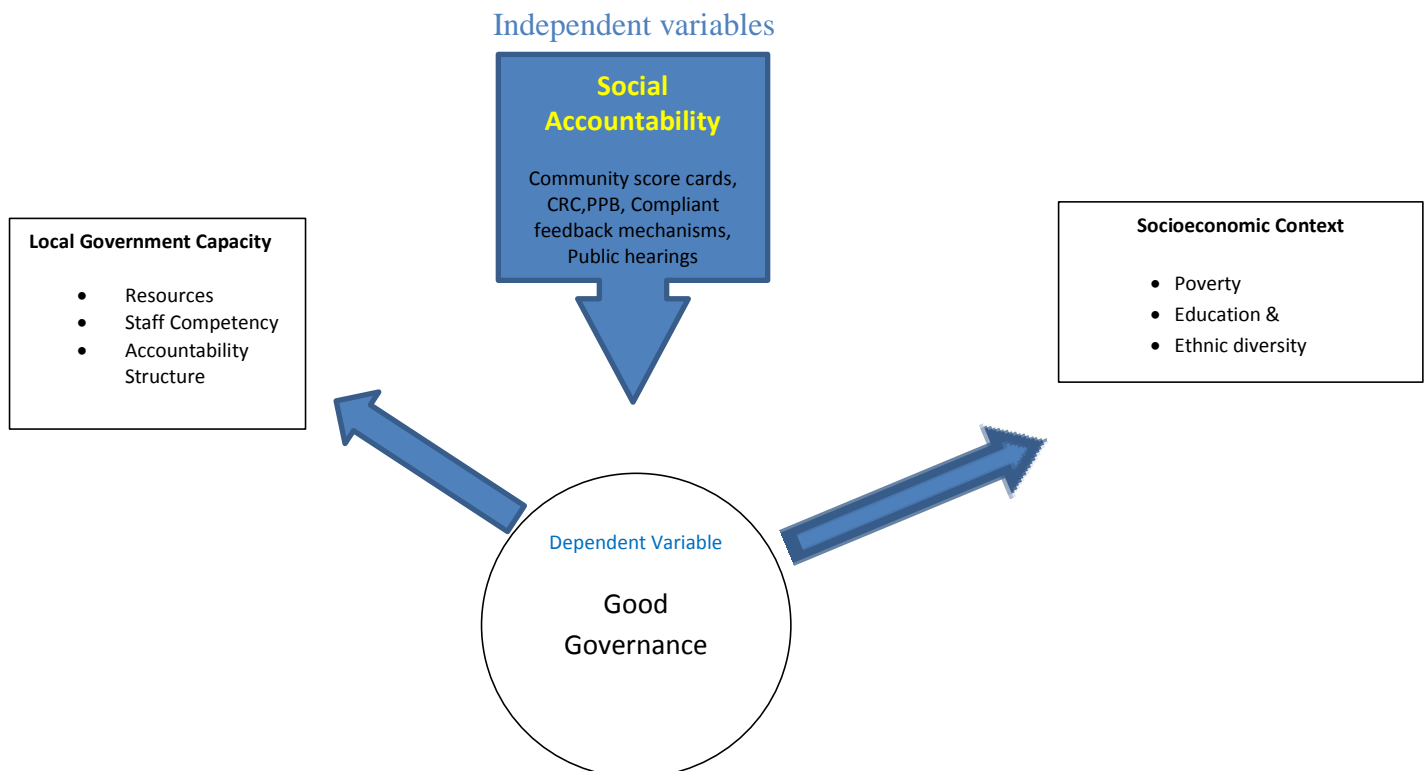 Independent variables
Social
Accountability
Community score cards,
CRC,PPB, Compliant
feedback mechanisms,
Public hearings
Local Government Capacity
• Resources
• Staff Competency
• Accountability
Structure
Socioeconomic Context
• Poverty
• Education &
• Ethnic diversity
Dependent Variable
Good
Governance